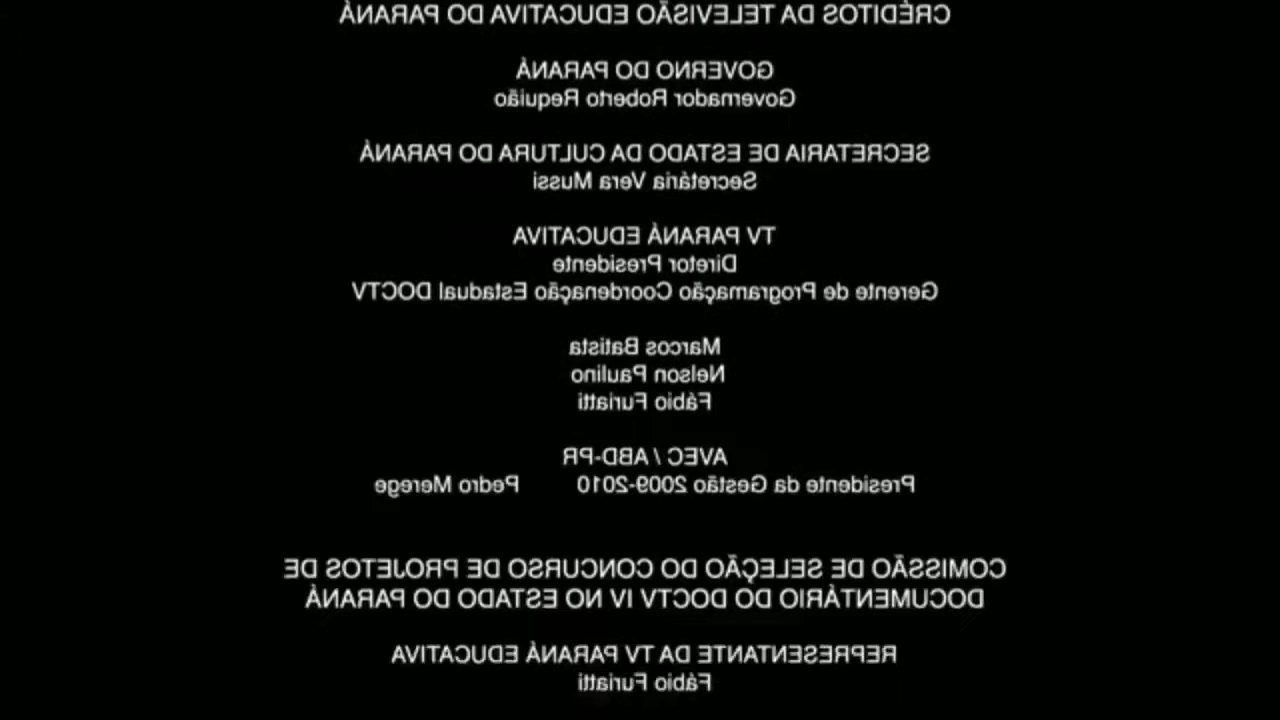 CRÉDITOS DA TELEVISÃO EDUCATIVA DO PARANÁ
GOVERNO DO PARANÁ
Governador Roberto Requião
SECRETARIA DE ESTADO DA CULTURA DO PARANÁ
Secretária Vera Mussi
TV PARANÁ EDUCATIVA
Diretor Presidente
Gerente de Programação Coordenação Estadual DOCTV
Marcos Batista
Nelson Paulino
Fábio Furiatti
AVEC / ABD-PR
Presidente da Gestão 2009-2010 Pedro Merege
COMISSÃO DE SELEÇÃO DO CONCURSO DE PROJETOS DE
DOCUMENTÁRIO DO DOCTV IV NO ESTADO DO PARANÁ
REPRESENTANTE DA TV PARANÁ EDUCATIVA
Fábio Furiatti